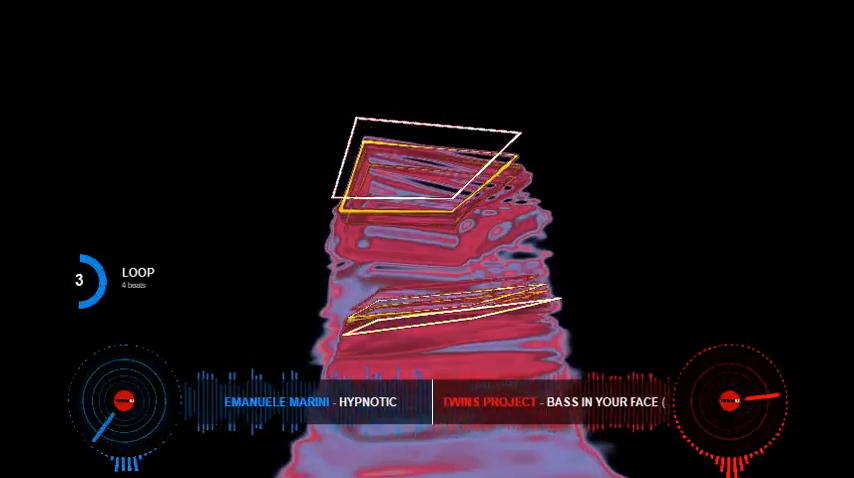 3
LOOP
4 beats
EMANUELE MARINI - HYPNOTIC
TWINS PROJECT - BASS IN YOUR FACE (